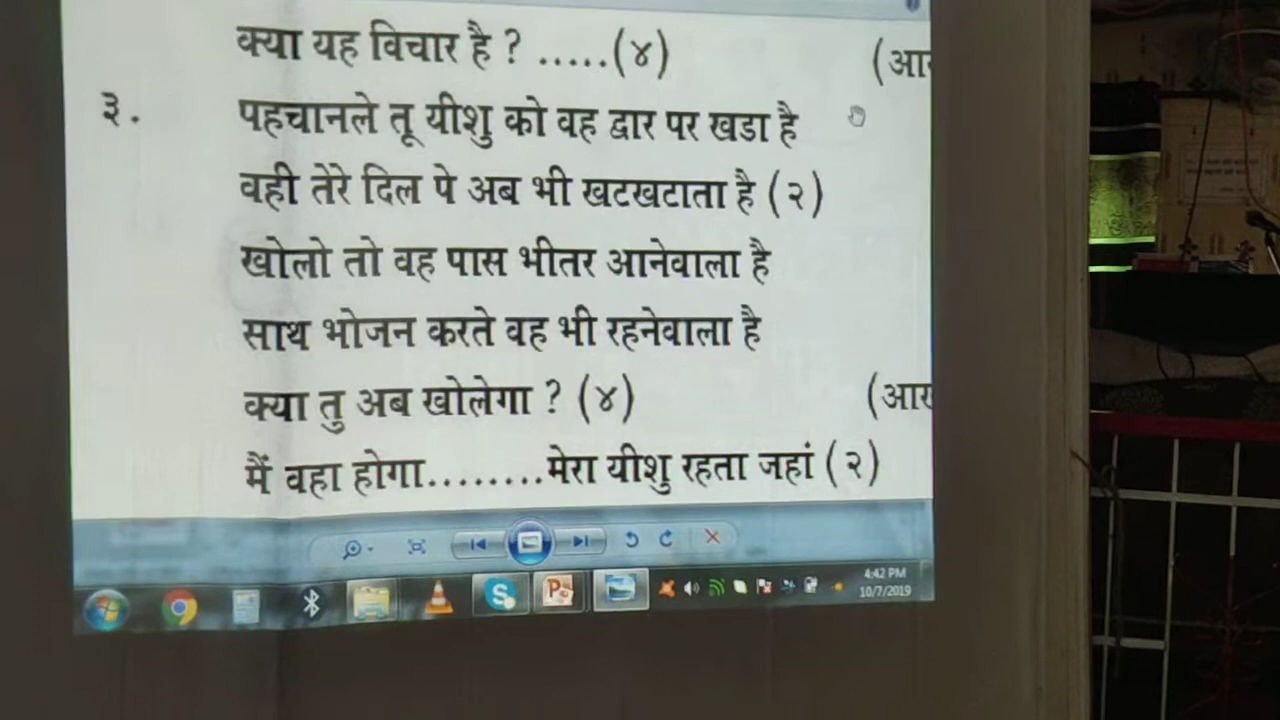 क्या यह विचार है ? .....(४)
(आ
३. पहचानले तू यीशु को वह द्वार पर खडा है
वही तेरे दिल पे अब भी खटखटाता है (२)
खोलो तो वह पास भीतर आनेवाला है
साथ भोजन करते वह भी रहनेवाला है
क्या तु अब खोलेगा ? (४)
(आ
मैं वहा होगा........मेरा यीशु रहता जहां (२)
4:42 PM
10/7/2019